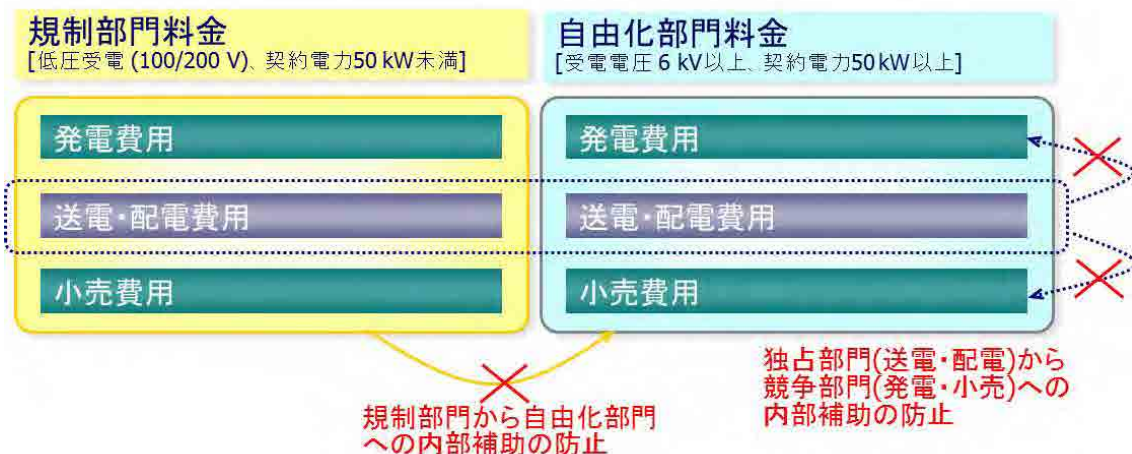 規制部門料金
[低圧受電 (100/200 V)、契約電力50 kW未満]
自由化部門料金
[受電電圧 6 kV以上、契約電力50kW以上]
発電費用
送電・配電費用
小売費用
発電費用
送電・配電費用
小売費用
規制部門から自由化部門
への内部補助の防止
独占部門(送電・配電)から
競争部門(発電・小売)への
内部補助の防止